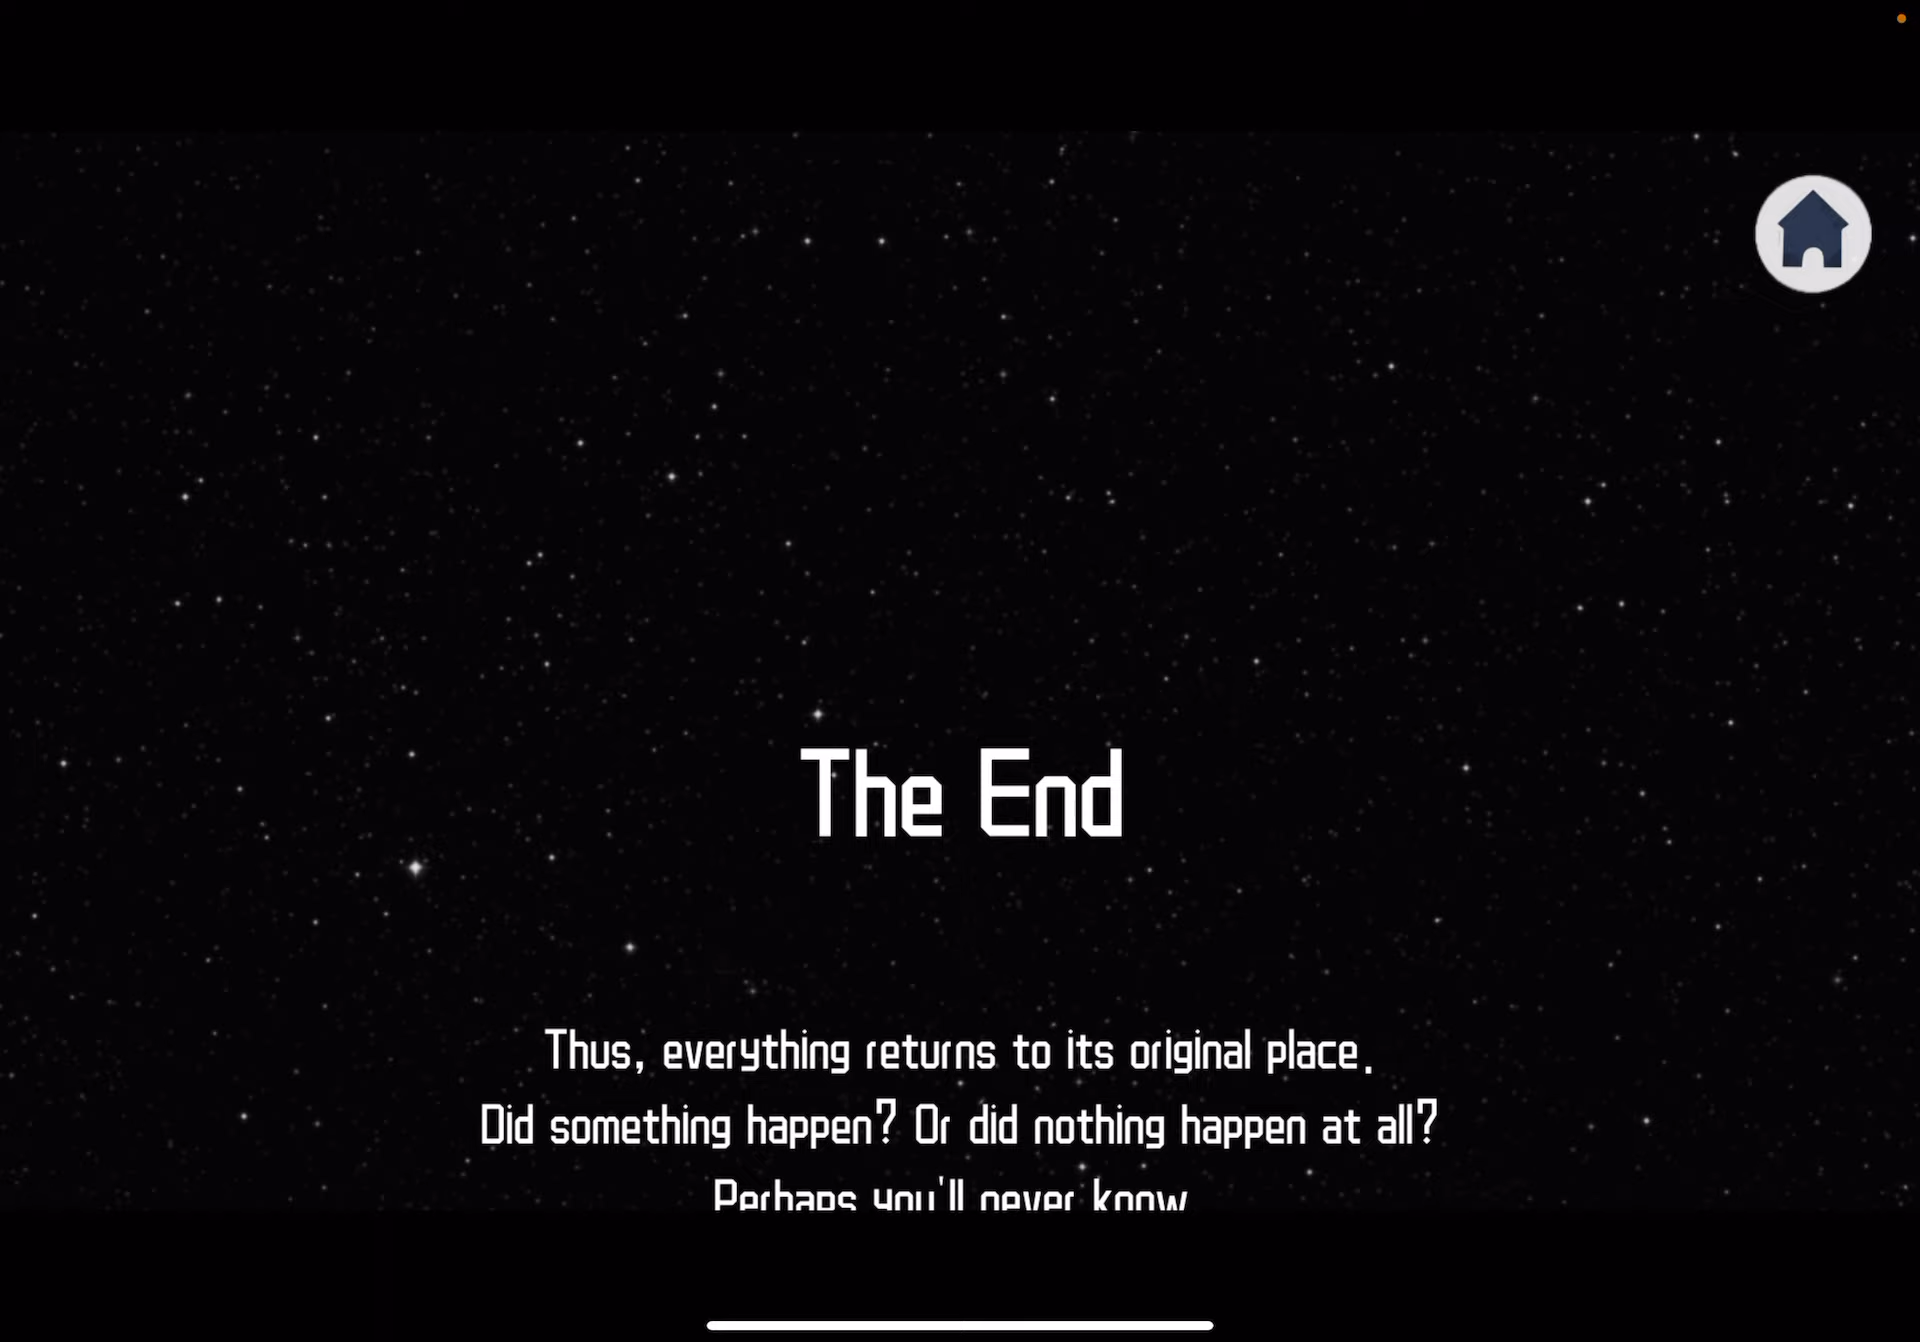 The End
Thus, everything returns to its original place.
Did something happen? Or did nothing happen at all?
Perhaps you'll never know